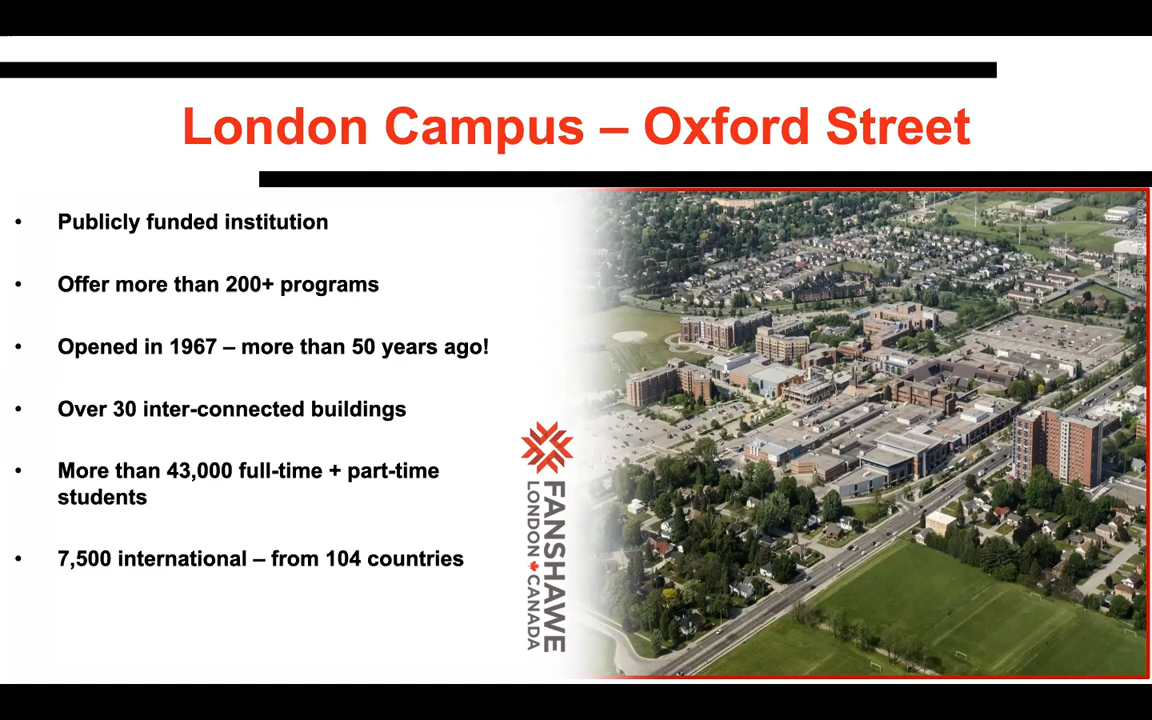 London Campus – Oxford Street
• Publicly funded institution
• Offer more than 200+ programs
• Opened in 1967 – more than 50 years ago!
• Over 30 inter-connected buildings
• More than 43,000 full-time + part-time
students
• 7,500 international – from 104 countries
FANSHAWE
LONDON CANADA